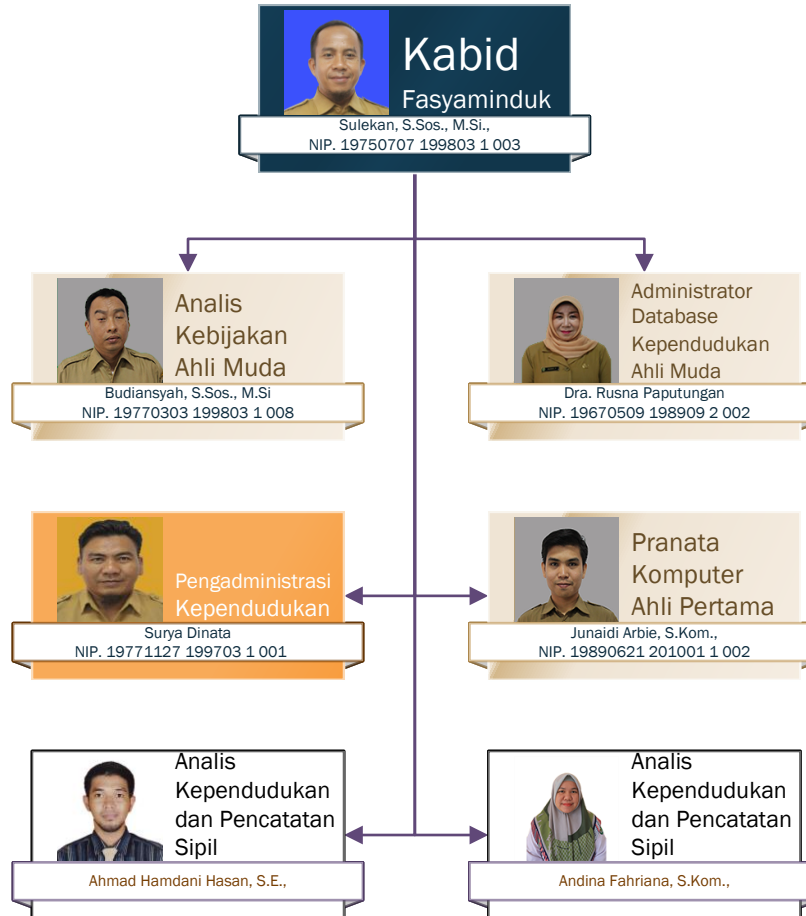 Kabid
Fasyaminduk
Sulekan, S.Sos., M.Si.,
NIP. 19750707 199803 1 003
Analis
Kebijakan
Ahli Muda
Budiansyah, S.Sos., M.Si
NIP. 19770303 199803 1 008
Administrator
Database
Kependudukan
Ahli Muda
Dra. Rusna Paputungan
NIP. 19670509 198909 2 002
Pengadministrasi
Kependudukan
Surya Dinata
NIP. 19771127 199703 1 001
Pranata
Komputer
Ahli Pertama
Junaidi Arbie, S.Kom.,
NIP. 19890621 201001 1 002
Analis
Kependudukan
dan Pencatatan
Sipil
Ahmad Hamdani Hasan, S.E.,
Analis
Kependudukan
dan Pencatatan
Sipil
Andina Fahriana, S.Kom.,